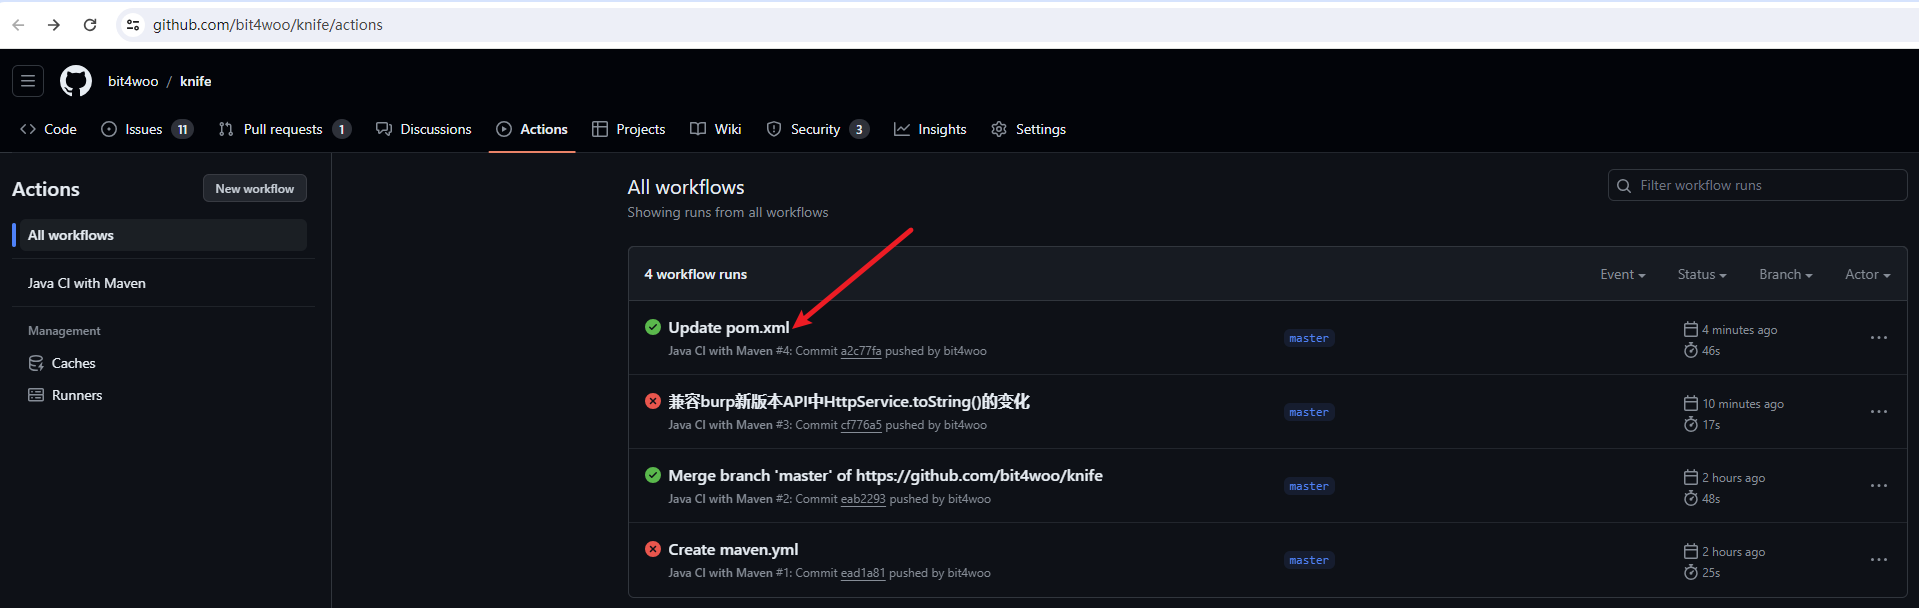 github.com/bit4woo/knife/actions
bit4woo / knife
Code Issues 11 Pull requests 1 Discussions Actions Projects Wiki Security 3 Insights Settings
Actions
New workflow
All workflows
Java CI with Maven
Management
Caches
Runners
All workflows
Showing runs from all workflows
Filter workflow runs
4 workflow runs
Event Status Branch Actor
Update pom.xml
Java CI with Maven #4: Commit a2c77fa pushed by bit4woo
master
4 minutes ago
46s
兼容burp新版本API中HttpService.toString()的变化
Java CI with Maven #3: Commit cf776a5 pushed by bit4woo
master
10 minutes ago
17s
Merge branch 'master' of https://github.com/bit4woo/knife
Java CI with Maven #2: Commit eab2293 pushed by bit4woo
master
2 hours ago
48s
Create maven.yml
Java CI with Maven #1: Commit ead1a81 pushed by bit4woo
master
2 hours ago
25s